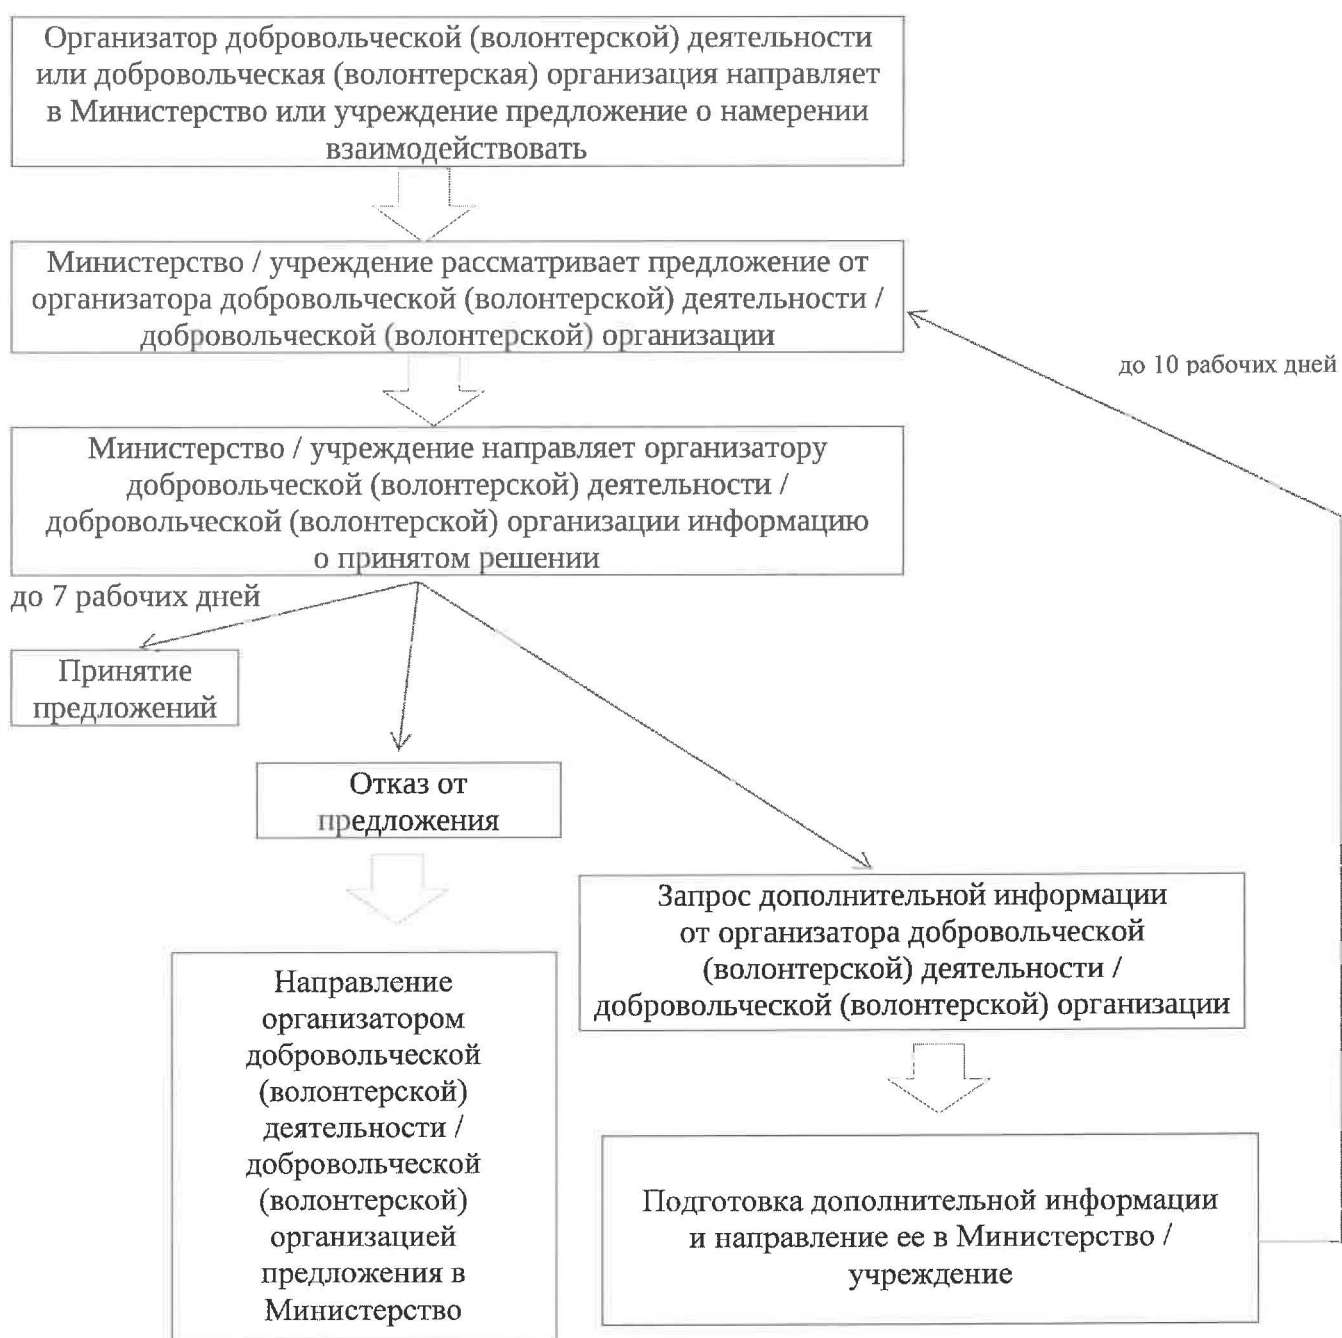 Организатор добровольческой (волонтерской) деятельности
или добровольческая (волонтерская) организация направляет
в Министерство или учреждение предложение о намерении
взаимодействовать
Министерство / учреждение рассматривает предложение от
организатора добровольческой (волонтерской) деятельности /
добровольческой (волонтерской) организации
до 10 рабочих дней
Министерство / учреждение направляет организатору
добровольческой (волонтерской) деятельности /
добровольческой (волонтерской) организации информацию
о принятом решении
до 7 рабочих дней
Принятие
предложений
Отказ от
предложения
Запрос дополнительной информации
от организатора добровольческой
(волонтерской) деятельности /
добровольческой (волонтерской) организации
Направление
организатором
добровольческой
(волонтерской)
деятельности /
добровольческой
(волонтерской)
организацией
предложения в
Министерство
Подготовка дополнительной информации
и направление ее в Министерство /
учреждение